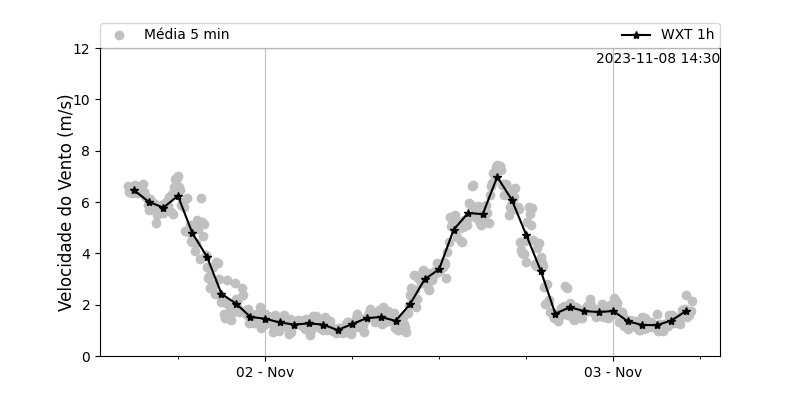 Média 5 min
WXT 1h
2023-11-08 14:30
Velocidade do Vento (m/s)
12
10
8
6
4
2
0
02 - Nov
03 - Nov